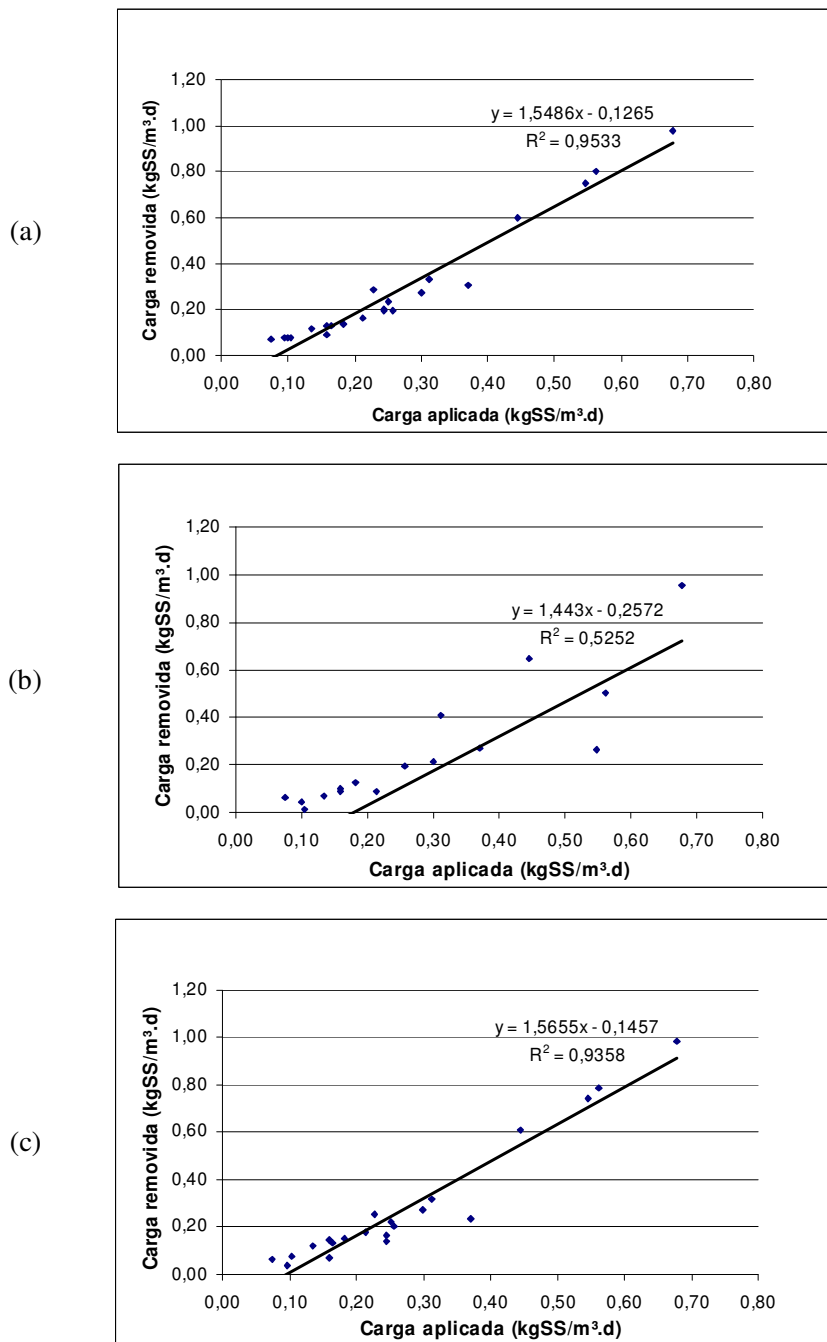 (a)
1,20
1,00
0,80
0,60
0,40
0,20
0,00
Carga removida (kgSS/m³.d)
y = 1,5486x - 0,1265
R² = 0,9533
0,00 0,10 0,20 0,30 0,40 0,50 0,60 0,70 0,80
Carga aplicada (kgSS/m³.d)
(b)
1,20
1,00
0,80
0,60
0,40
0,20
0,00
Carga removida (kgSS/m³.d)
y = 1,443x - 0,2572
R² = 0,5252
0,00 0,10 0,20 0,30 0,40 0,50 0,60 0,70 0,80
Carga aplicada (kgSS/m³.d)
(c)
1,20
1,00
0,80
0,60
0,40
0,20
0,00
Carga removida (kgSS/m³.d)
y = 1,5655x - 0,1457
R² = 0,9358
0,00 0,10 0,20 0,30 0,40 0,50 0,60 0,70 0,80
Carga aplicada (kgSS/m³.d)